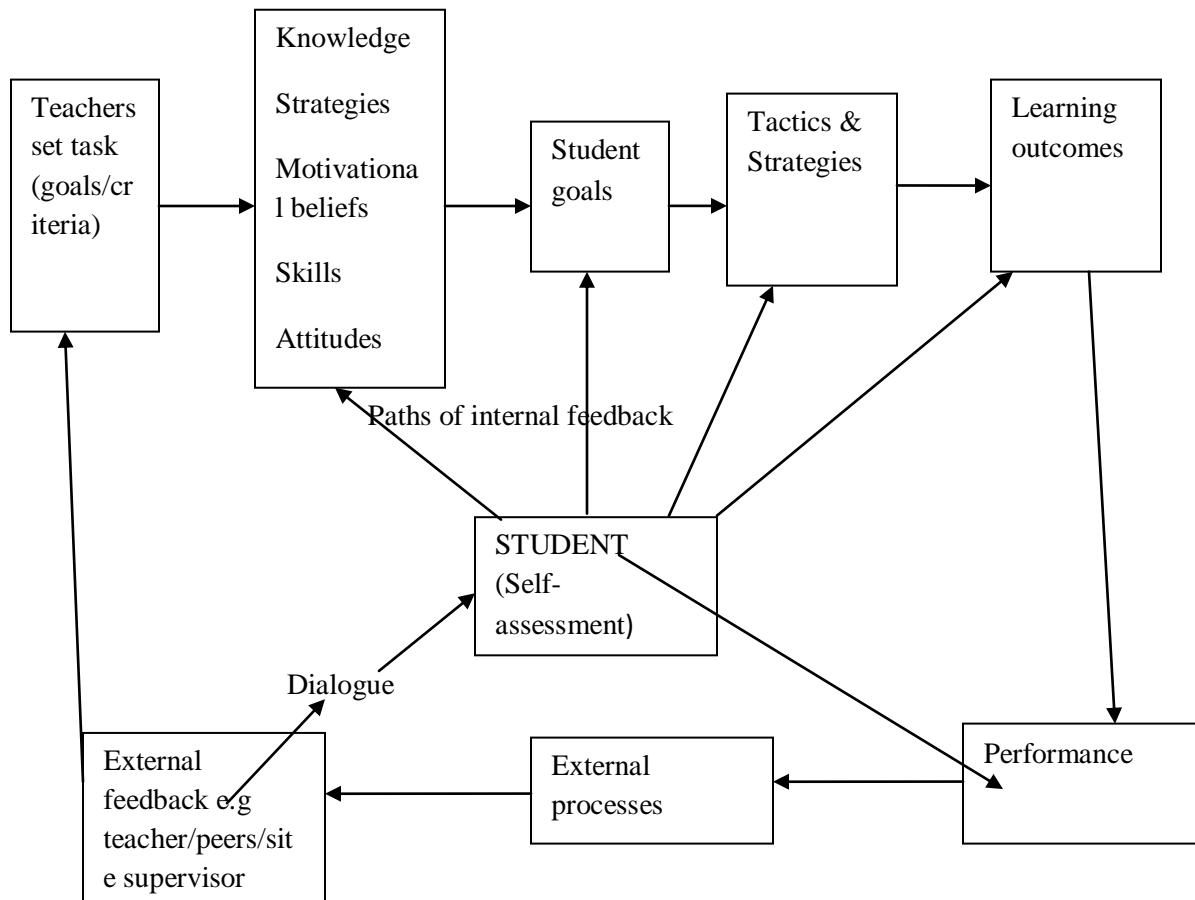 Teachers
set task
(goals/cr
iteria)
Knowledge
Strategies
Motivationa
l beliefs
Skills
Attitudes
Student
goals
Tactics &
Strategies
Learning
outcomes
Paths of internal feedback
STUDENT
(Self-
assessment)
Dialogue
External
feedback e.g
teacher/peers/sit
e supervisor
External
processes
Performance